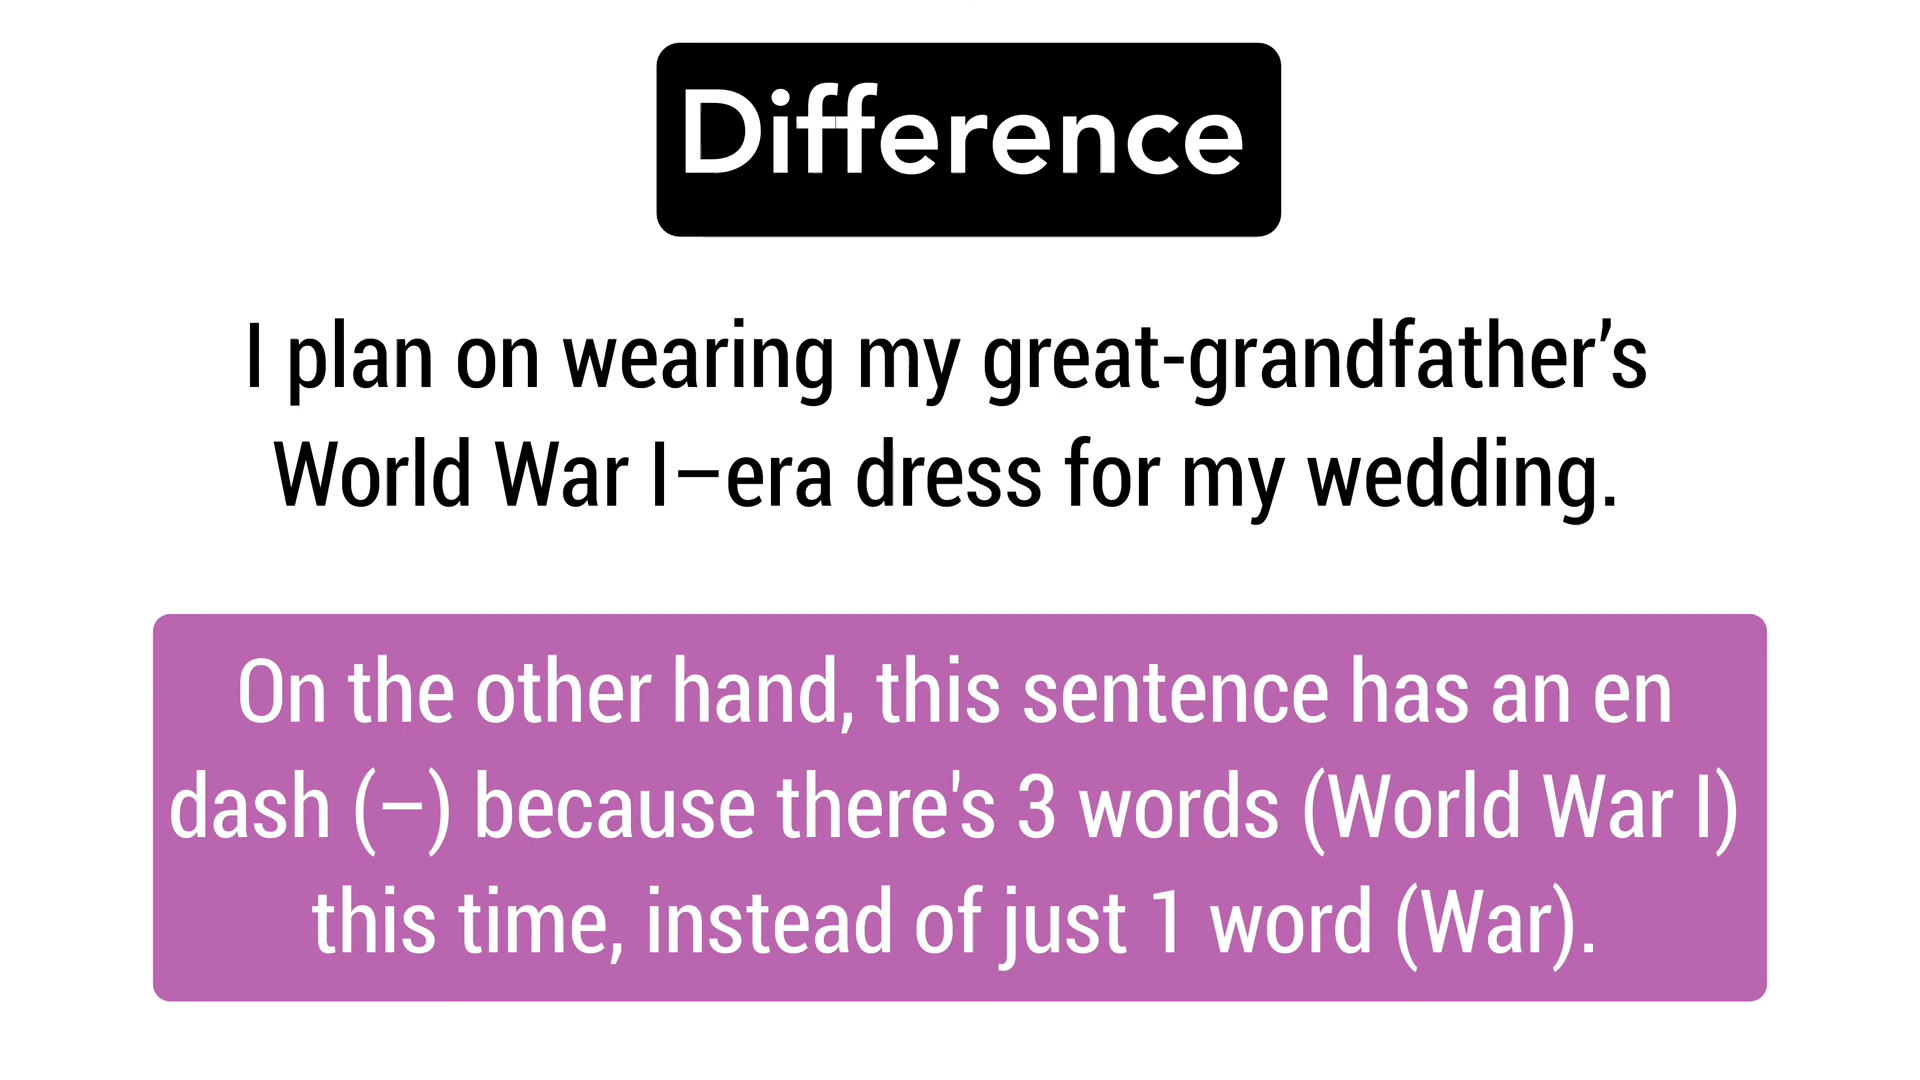 Difference
I plan on wearing my great-grandfather’s
World War I–era dress for my wedding.
On the other hand, this sentence has an en
dash (–) because there's 3 words (World War I)
this time, instead of just 1 word (War).